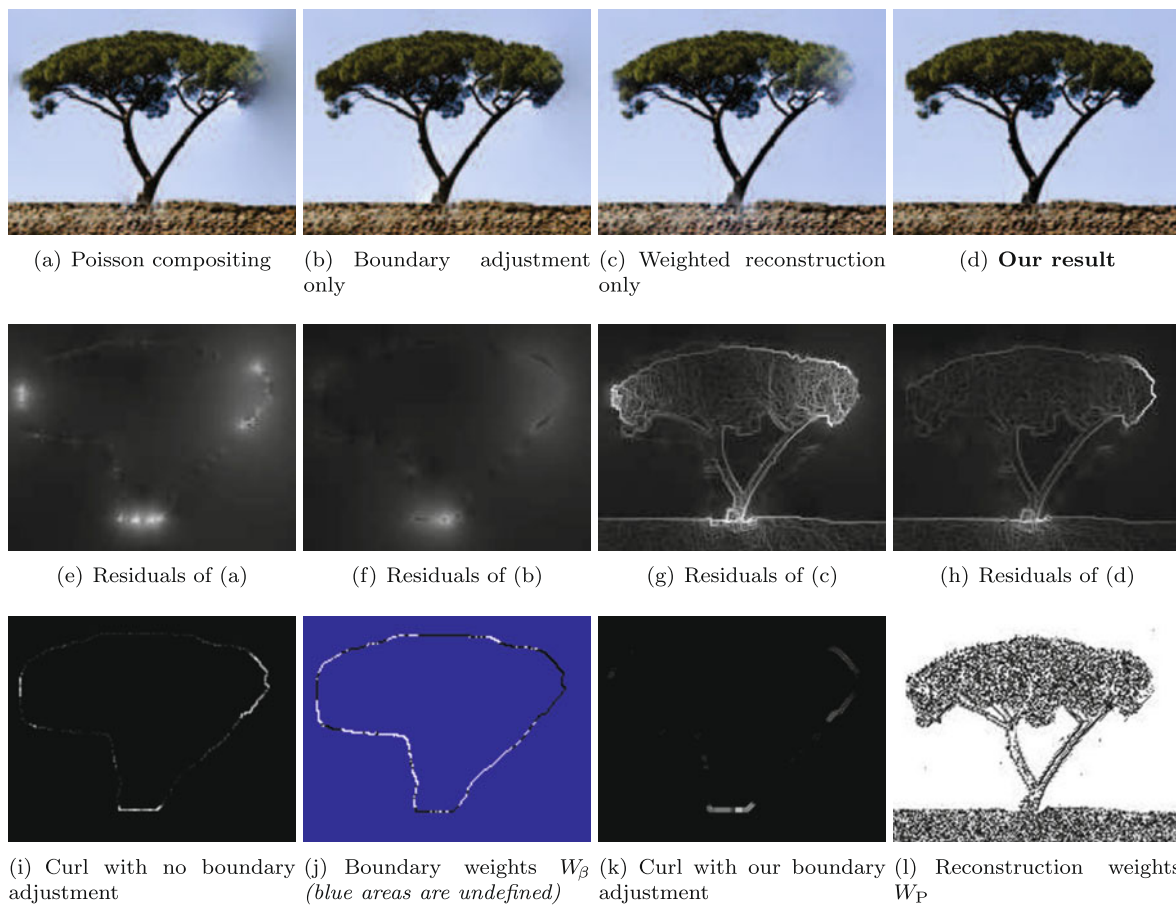 (a) Poisson compositing
(b) Boundary adjustment only
(c) Weighted reconstruction only
(d) Our result
(e) Residuals of (a)
(f) Residuals of (b)
(g) Residuals of (c)
(h) Residuals of (d)
(i) Curl with no boundary adjustment
(j) Boundary weights Wβ (blue areas are undefined)
(k) Curl with our boundary adjustment
(l) Reconstruction weights WP